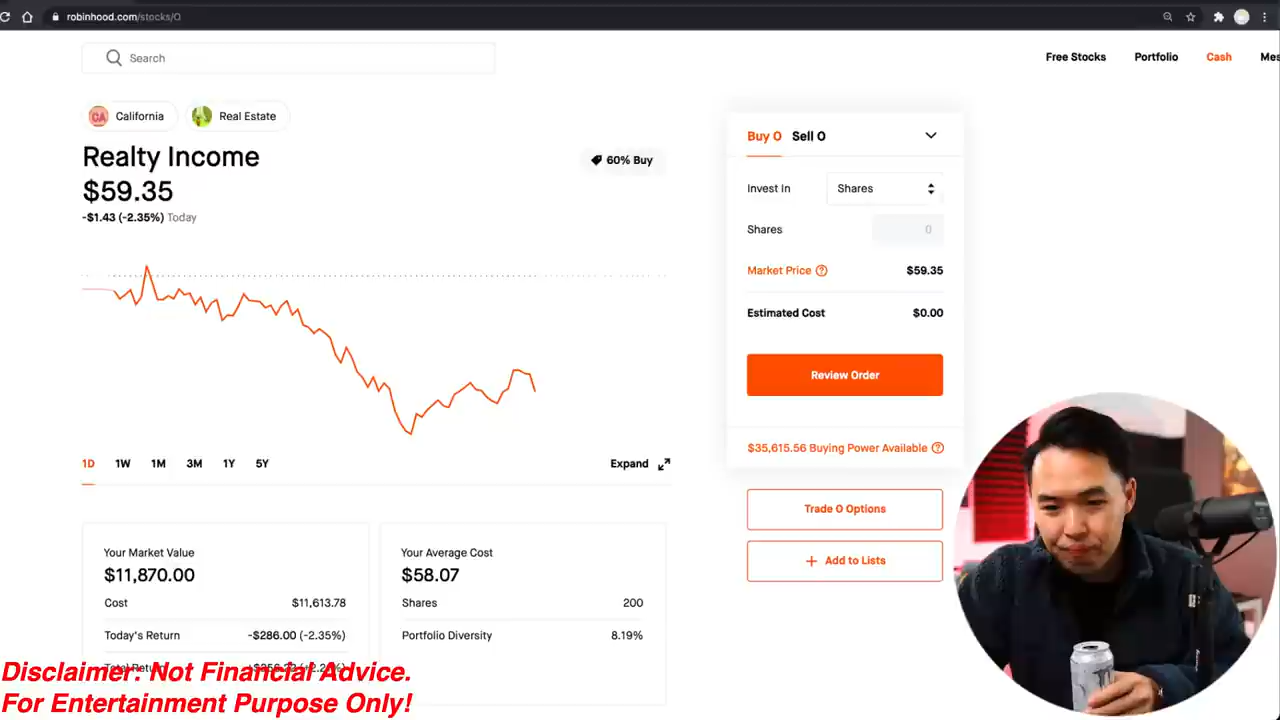 robinhood.com/stocks/O
Search
Free Stocks
Portfolio
Cash
CA California
Real Estate
Realty Income
60% Buy
$59.35
-$1.43 (-2.35%) Today
1D 1W 1M 3M 1Y 5Y
Expand
Buy O Sell O
Invest in Shares
Shares 0
Market Price ? $59.35
Estimated Cost $0.00
Review Order
$35,615.56 Buying Power Available ?
Trade O Options
+ Add to Lists
Your Market Value
$11,870.00
Cost $11,613.78
Today's Return -$286.00 (-2.35%)
Total Return
Your Average Cost
$58.07
Shares 200
Portfolio Diversity 8.19%
Disclaimer: Not Financial Advice.
For Entertainment Purpose Only!